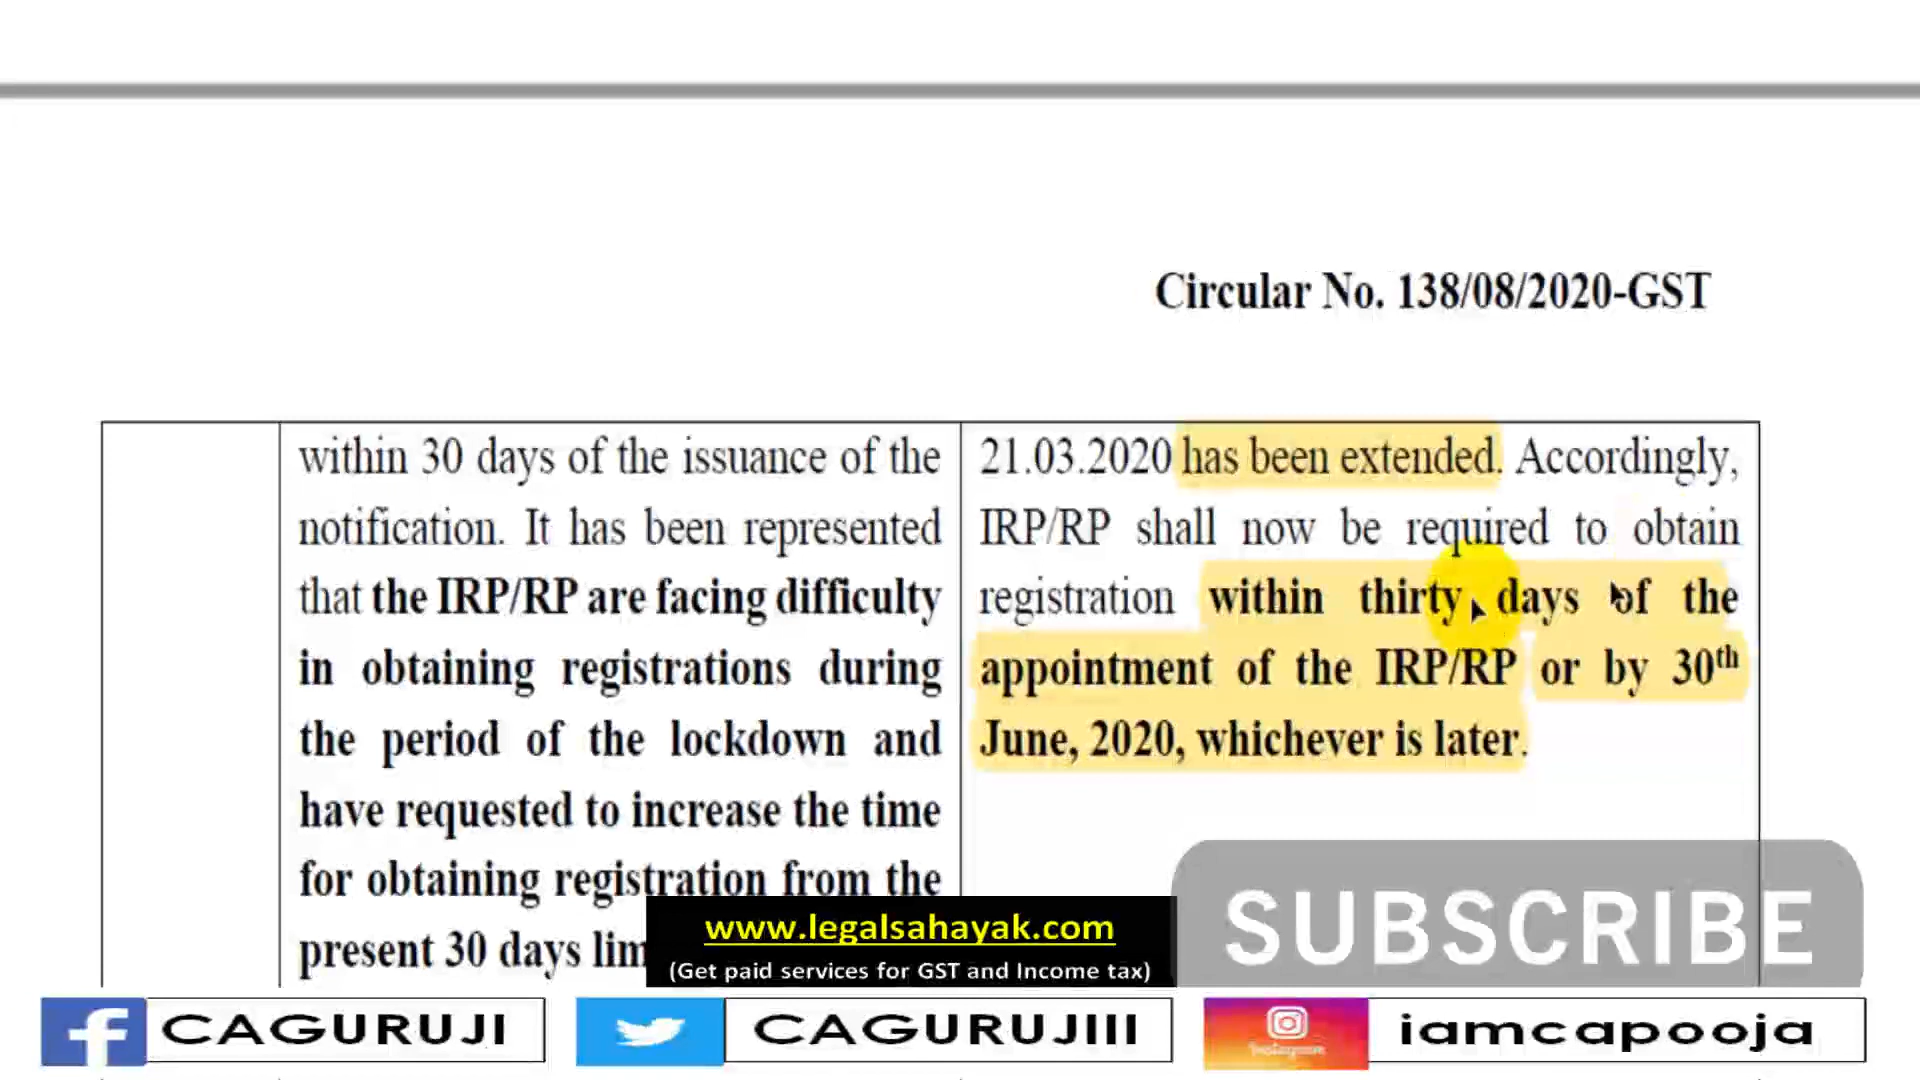 Circular No. 138/08/2020-GST
within 30 days of the issuance of the
notification. It has been represented
that the IRP/RP are facing difficulty
in obtaining registrations during
the period of the lockdown and
have requested to increase the time
for obtaining registration from the
present 30 days lim
21.03.2020 has been extended. Accordingly,
IRP/RP shall now be required to obtain
registration within thirty days of the
appointment of the IRP/RP or by 30th
June, 2020, whichever is later.
www.legalsahayak.com
(Get paid services for GST and Income tax)
SUBSCRIBE
CAGURUJI
CAGURUJIII
Instagram
iamcapooja